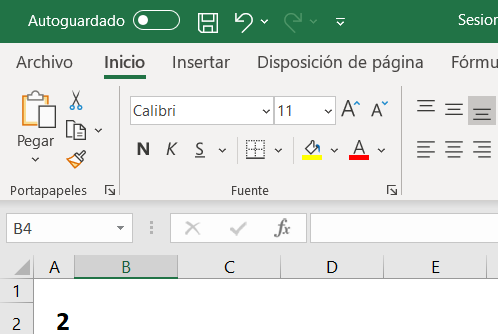 Autoguardado
Sesion
Archivo Inicio Insertar Disposición de página Fórmu
Pegar
Calibri 11 A A
N K S A
Portapapeles Fuente
B4 fx
A B C D E
1
2 2